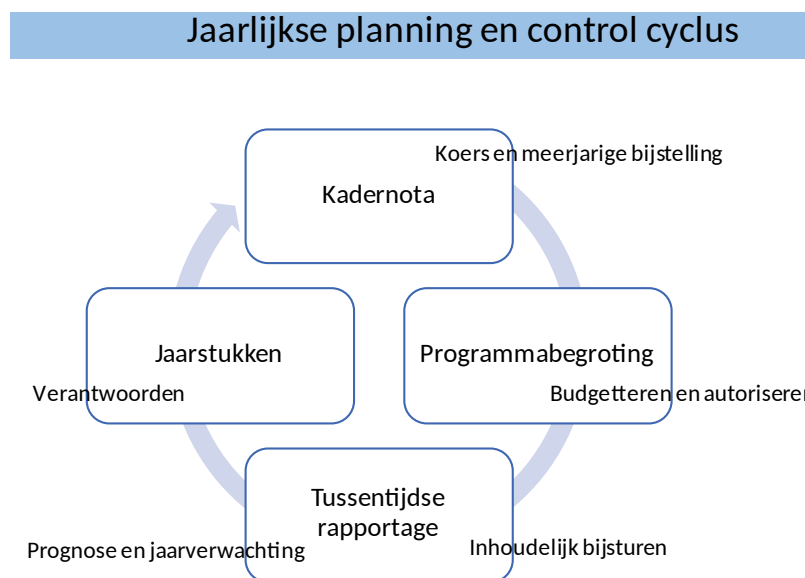 Jaarlijkse planning en control cyclus
Koers en meerjarige bijstelling
Kadernota
Jaarstukken
Programmabegroting
Verantwoorden
Budgetteren en autoriseren
Tussentijdse
rapportage
Prognose en jaarverwachting
Inhoudelijk bijsturen